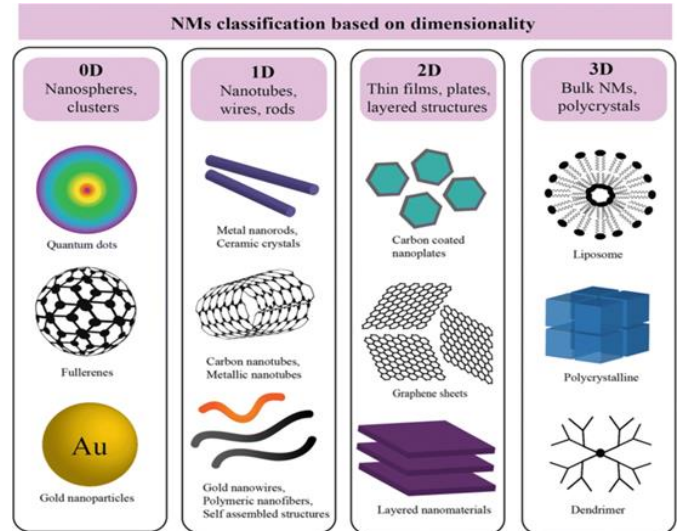 NMs classification based on dimensionality
0D
Nanospheres,
clusters
Quantum dots
Fullerenes
Au
Gold nanoparticles
1D
Nanotubes,
wires, rods
Metal nanorods,
Ceramic crystals
Carbon nanotubes,
Metallic nanotubes
Gold nanowires,
Polymeric nanofibers,
Self assembled structures
2D
Thin films, plates,
layered structures
Carbon coated
nanoplates
Graphene sheets
Layered nanomaterials
3D
Bulk NMs,
polycrystals
Liposome
Polycrystalline
Dendrimer